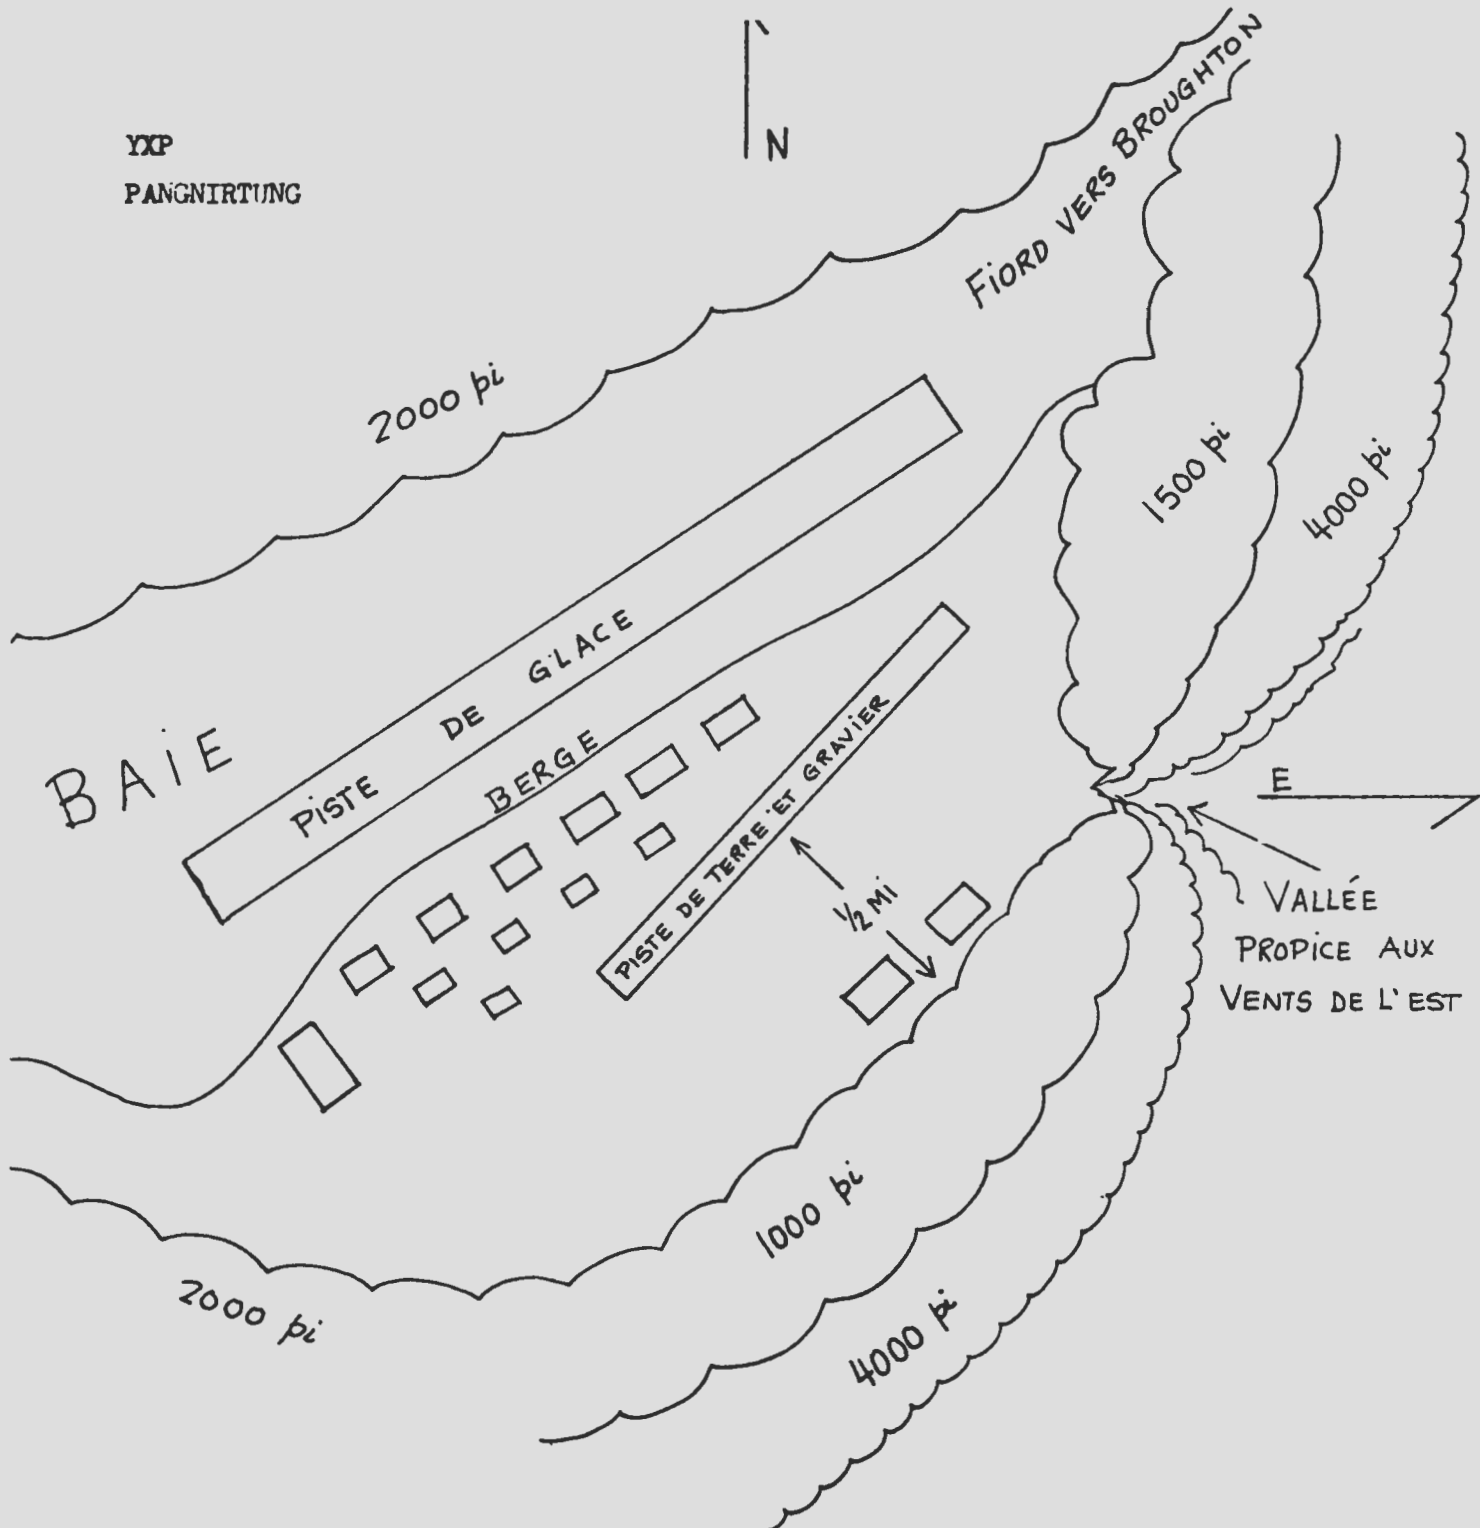 YXP
PANGNIRTUNG
N
FIORD VERS BROUGHTON
2000 pi
1500 pi
4000 pi
PISTE DE GLACE
BAIE
BERGE
PISTE DE TERRE ET GRAVIER
E
1/2 MI
VALLÉE
PROPICE AUX
VENTS DE L'EST
1000 pi
2000 pi
4000 pi